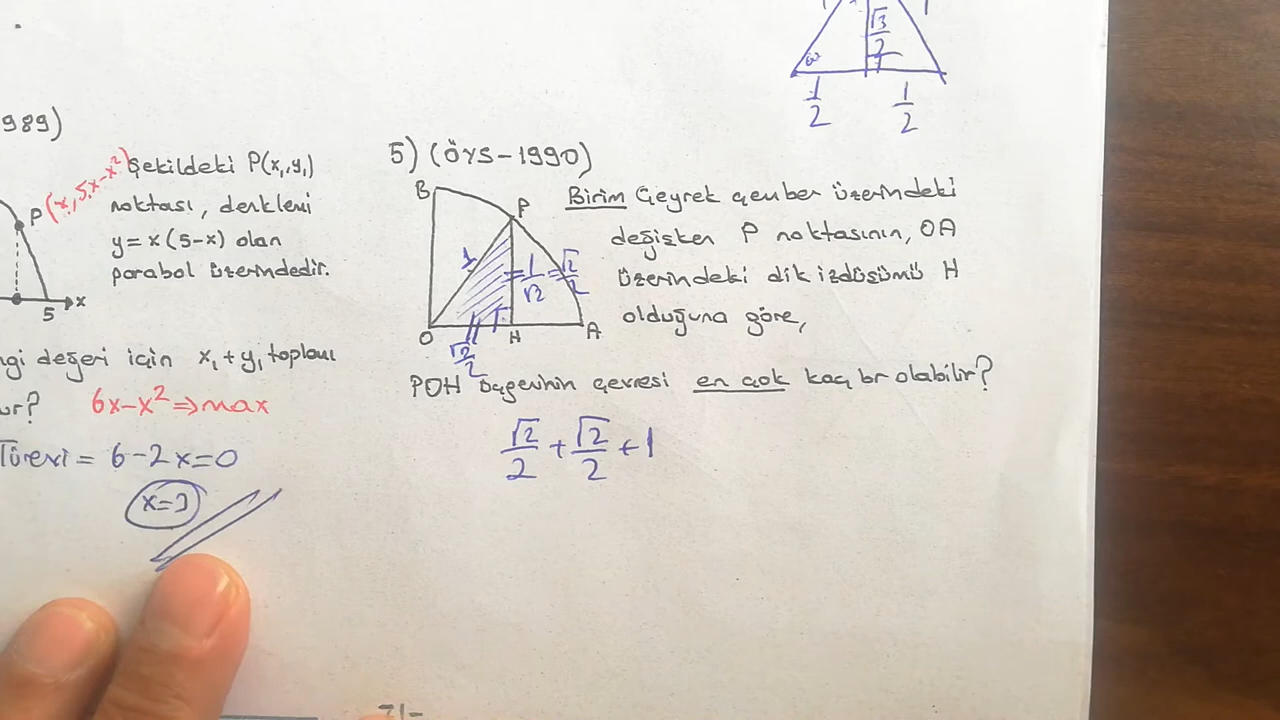 1
√3
2
60°
1
2
1
2
989)
P (x, 5x-x²)
Şekildeki P(x₁,y₁)
noktası, denklemi
y=x(5-x) olan
parabol üzerindedir.
5 x
ngi değeri için x₁+y₁ toplamı
ur? 6x-x²⇒max
Türevi = 6-2x=0
x=3
5) (ÖYS-1990)
B P
1 1/√2 = √2/2
O H A
√2/2
Birim Çeyrek çember üzerindeki
değişken P noktasının, OA
üzerindeki dik izdüşümü H
olduğuna göre,
POH üçgeninin çevresi en çok kaç br olabilir?
√2/2 + √2/2 + 1